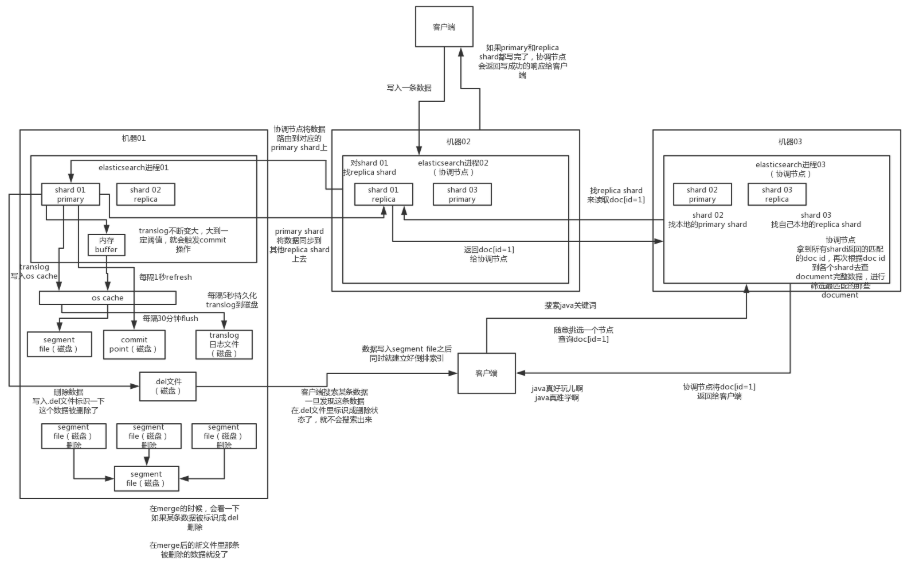 客户端
如果primary和replica
shard都写完了，协调节点
会返回写成功的响应给客户
端
写入一条数据
协调节点将数据
路由到对应的
primary shard上
机器01
机器02
机器03
elasticsearch进程01
shard 01
primary
shard 02
replica
对shard 01
找replica shard
elasticsearch进程02
（协调节点）
shard 01
replica
shard 03
primary
elasticsearch进程03
（协调节点）
shard 02
primary
shard 03
replica
找replica shard
来读取doc[id=1]
shard 02
找本地的primary shard
shard 03
找自己本地的replica shard
translog不断变大，大到一
定阈值，就会触发commit
操作
内存
buffer
primary shard
将数据同步到
其他replica shard
上去
返回doc[id=1]
给协调节点
协调节点
拿到所有shard返回的匹配
的doc id，再次根据doc id
到各个shard去查
document完整数据，进行
筛选最匹配的那些
document
translog
写入os cache
每隔1秒refresh
os cache
每隔5秒持久化
translog到磁盘
每隔30分钟flush
segment
file（磁盘）
commit
point（磁盘）
translog
日志文件
（磁盘）
搜索java关键词
随意挑选一个节点
查询doc[id=1]
数据写入segment file之后
同时就建立好倒排索引
客户端
.del文件
（磁盘）
删除数据
写入.del文件标识一下
这个数据被删除了
客户端搜索某条数据
一旦发现这条数据
在.del文件里标识成删除状
态了，就不会搜索出来
java真好玩儿啊
java真难学啊
协调节点将doc[id=1]
返回给客户端
segment
file（磁盘）
删除
segment
file（磁盘）
删除
segment
file（磁盘）
删除
segment
file（磁盘）
在merge的时候，会看一下
如果某条数据被标识成.del
删除
在merge后的新文件里那条
被删除的数据就没了